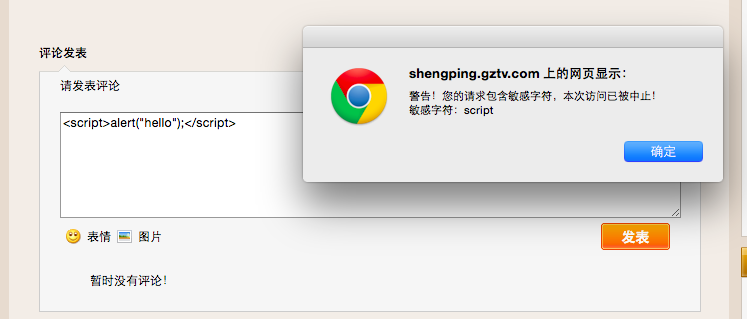 评论发表
请发表评论
<script>alert("hello");</script>
shengping.gztv.com 上的网页显示：
警告！您的请求包含敏感字符，本次访问已被中止！
敏感字符：script
确定
表情 图片
发表
暂时没有评论！